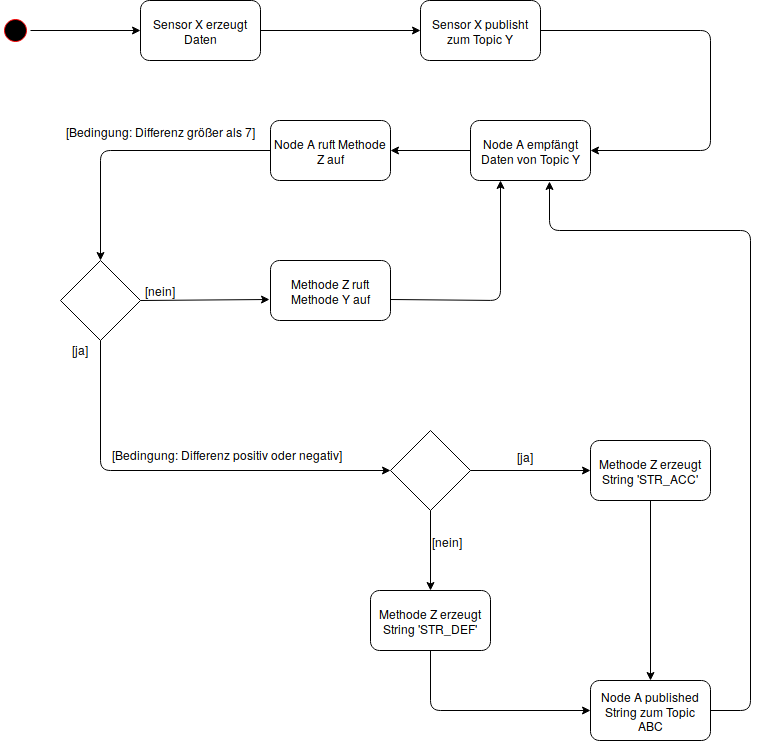 Sensor X erzeugt
Daten
Sensor X publisht
zum Topic Y
[Bedingung: Differenz größer als 7]
Node A ruft Methode
Z auf
Node A empfängt
Daten von Topic Y
[nein]
Methode Z ruft
Methode Y auf
[ja]
[Bedingung: Differenz positiv oder negativ]
[ja]
Methode Z erzeugt
String 'STR_ACC'
[nein]
Methode Z erzeugt
String 'STR_DEF'
Node A published
String zum Topic
ABC